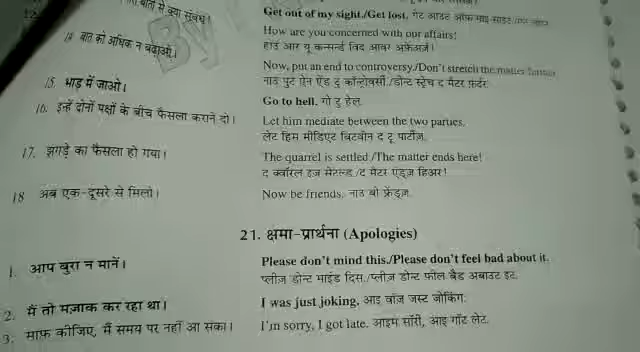 से क्या संबंध।
Get out of my sight./Get lost. गेट आउट ऑफ माइ साइट/
How are you concerned with our affairs!
हाउ आर यू कन्सर्न्ड विद आवर अफ़ेअर्ज़।
बात को अधिक न बढ़ाओ।
Now, put an end to controversy./Don't stretch the matter further.
नाउ पुट ऐन ऐंड टु कॉन्ट्रोवर्सी./डोन्ट स्ट्रेच द मैटर फ़र्दर.
15. भाड़ में जाओ।
Go to hell. गो टु हेल.
16. इन्हें दोनों पक्षों के बीच फैसला कराने दो।
Let him mediate between the two parties.
लेट हिम मीडिएट बिटवीन द टू पार्टीज़.
17. झगड़े का फैसला हो गया।
The quarrel is settled./The matter ends here!
द क्वॉरल इज़ सेटल्ड./द मैटर एंड्ज़ हिअर!
18 अब एक-दूसरे से मिलो।
Now be friends. नाउ बी फ्रेंड्ज़.
21. क्षमा-प्रार्थना (Apologies)
1. आप बुरा न मानें।
Please don't mind this./Please don't feel bad about it.
प्लीज़ डोन्ट माइंड दिस./प्लीज़ डोन्ट फील बैड अबाउट इट.
2. मैं तो मज़ाक कर रहा था।
I was just joking. आइ वॉज़ जस्ट जोकिंग.
3. माफ़ कीजिए, मैं समय पर नहीं आ सका।
I'm sorry, I got late. आइम सॉरी, आइ गॉट लेट.